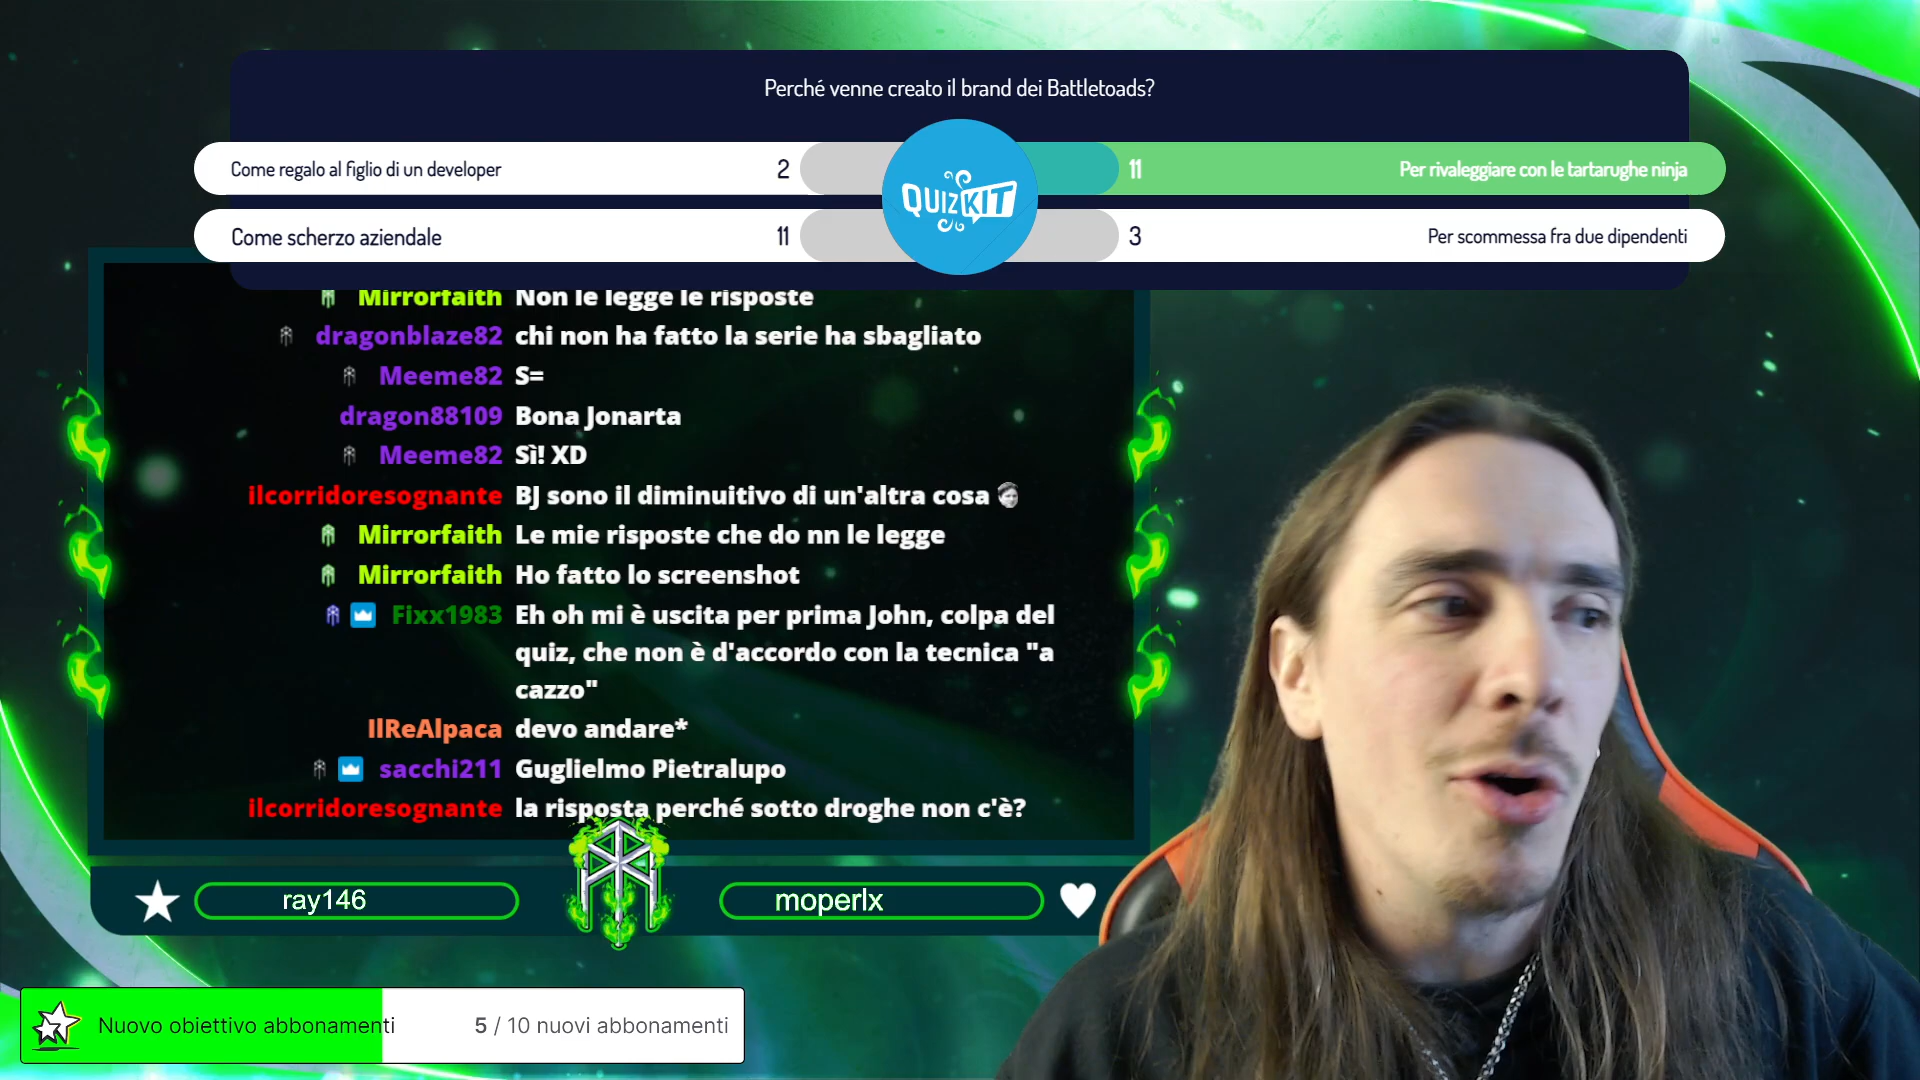 Perché venne creato il brand dei Battletoads?
Come regalo al figlio di un developer 2
11 Per rivaleggiare con le tartarughe ninja
QUIZKIT
Come scherzo aziendale 11
3 Per scommessa fra due dipendenti
Mirrorfaith Non le legge le risposte
dragonblaze82 chi non ha fatto la serie ha sbagliato
Meeme82 S=
dragon88109 Bona Jonarta
Meeme82 Sì! XD
ilcorridoresognante BJ sono il diminuitivo di un'altra cosa
Mirrorfaith Le mie risposte che do nn le legge
Mirrorfaith Ho fatto lo screenshot
Fixx1983 Eh oh mi è uscita per prima John, colpa del
quiz, che non è d'accordo con la tecnica "a
cazzo"
IlReAlpaca devo andare*
sacchi211 Guglielmo Pietralupo
ilcorridoresognante la risposta perché sotto droghe non c'è?
ray146
moperlx
Nuovo obiettivo abbonamenti 5 / 10 nuovi abbonamenti